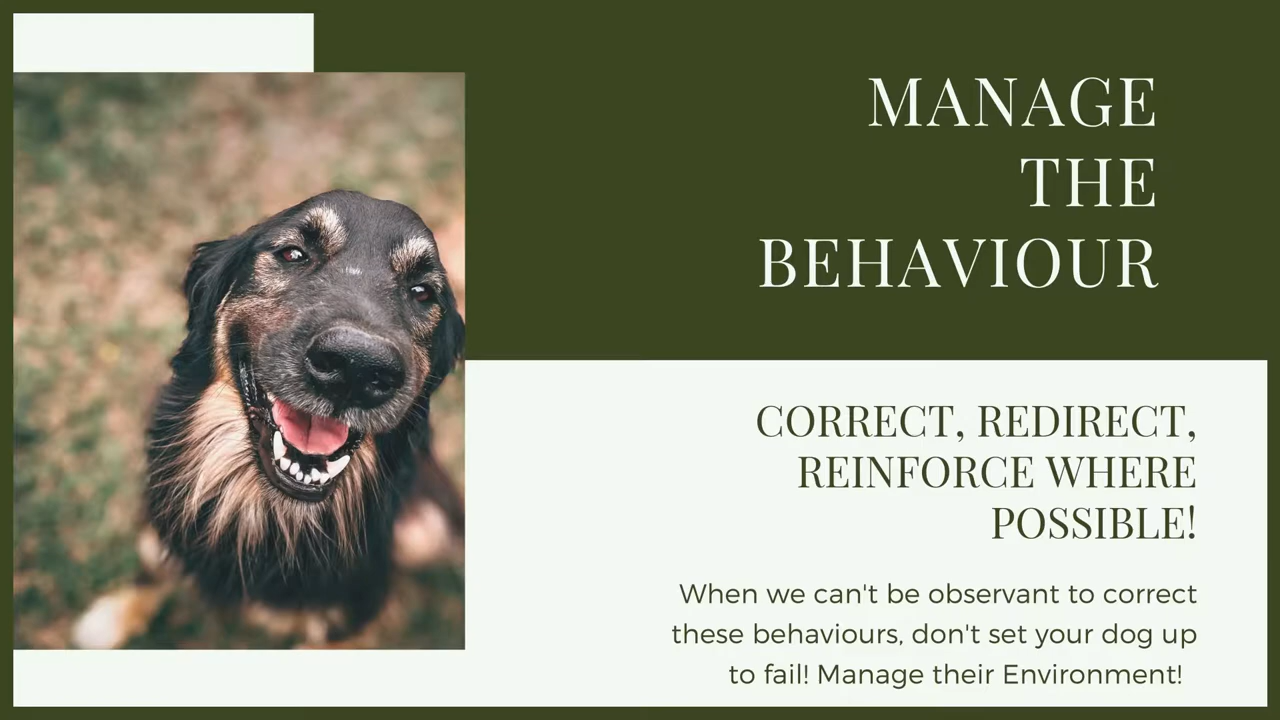 MANAGE
THE
BEHAVIOUR
CORRECT, REDIRECT,
REINFORCE WHERE
POSSIBLE!
When we can't be observant to correct
these behaviours, don't set your dog up
to fail! Manage their Environment!